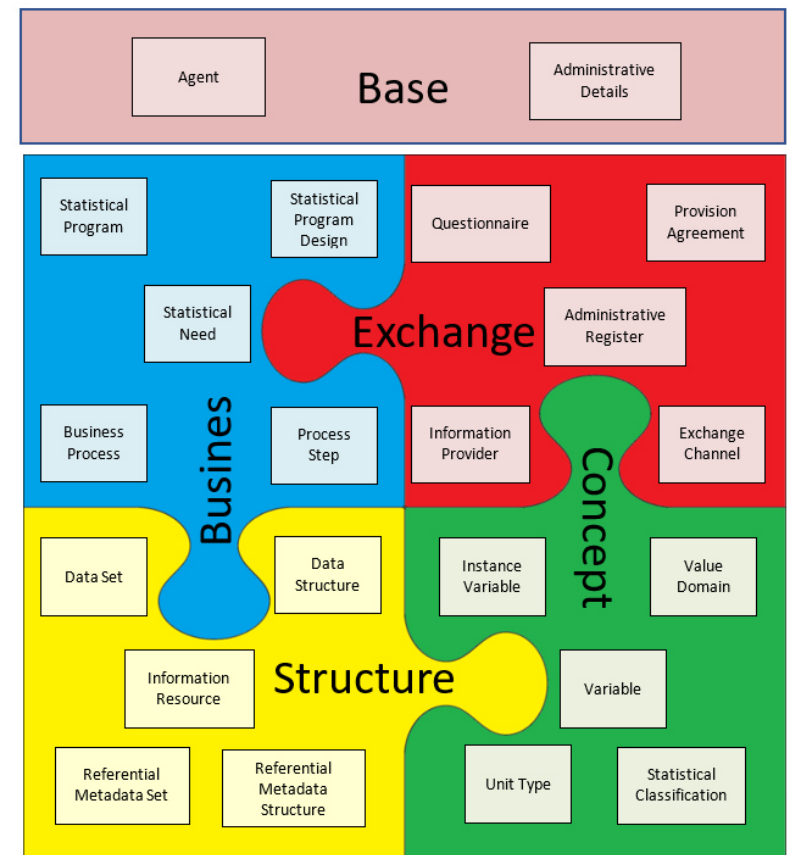 Agent
Base
Administrative
Details
Statistical
Program
Statistical
Program
Design
Questionnaire
Provision
Agreement
Statistical
Need
Exchange
Administrative
Register
Business
Process
Busines
Process
Step
Information
Provider
Concept
Exchange
Channel
Data Set
Data
Structure
Instance
Variable
Value
Domain
Information
Resource
Structure
Variable
Referential
Metadata Set
Referential
Metadata
Structure
Unit Type
Statistical
Classification